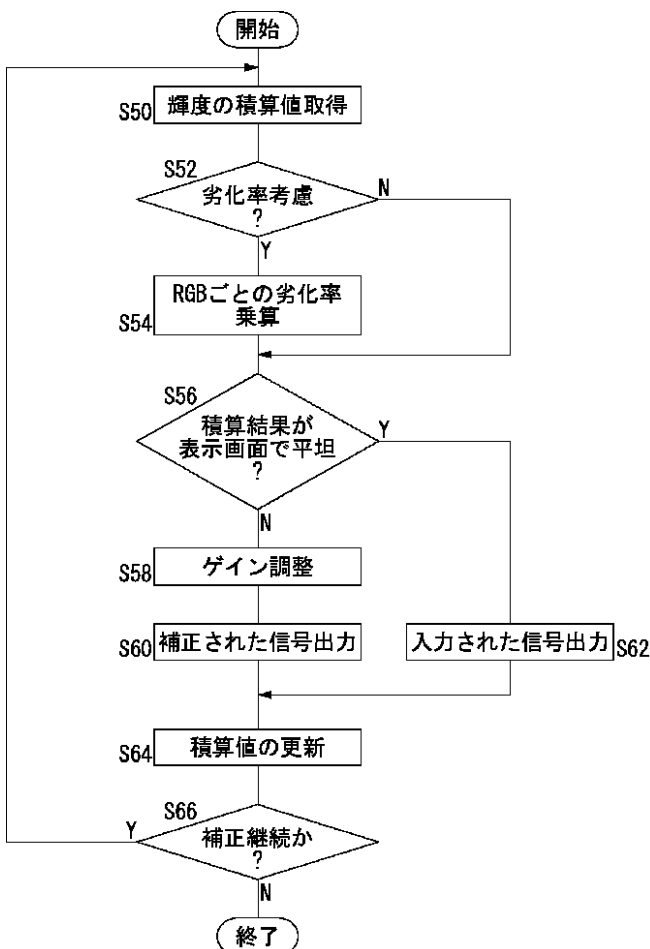 開始
S50
輝度の積算値取得
S52
劣化率考慮
?
N
Y
RGBごとの劣化率
乗算
S54
S56
積算結果が
表示画面で平坦
?
Y
N
S58
ゲイン調整
S60
補正された信号出力
入力された信号出力
S62
S64
積算値の更新
S66
Y
補正継続か
?
N
終了